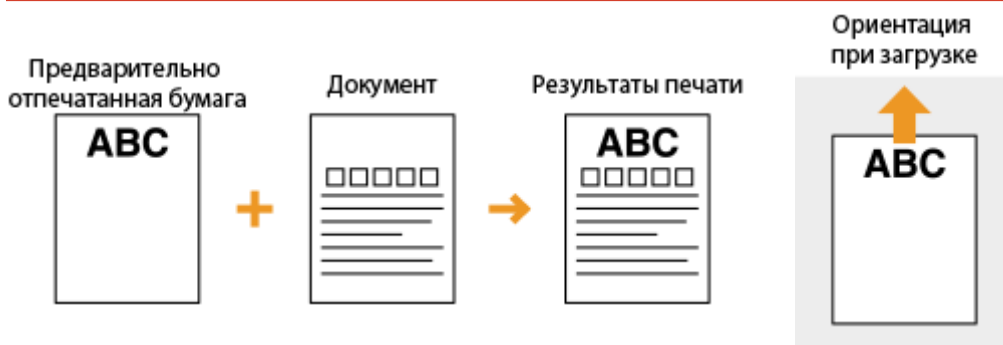 Предварительно
отпечатанная бумага
Документ
Результаты печати
Ориентация
при загрузке
ABC
ABC
ABC